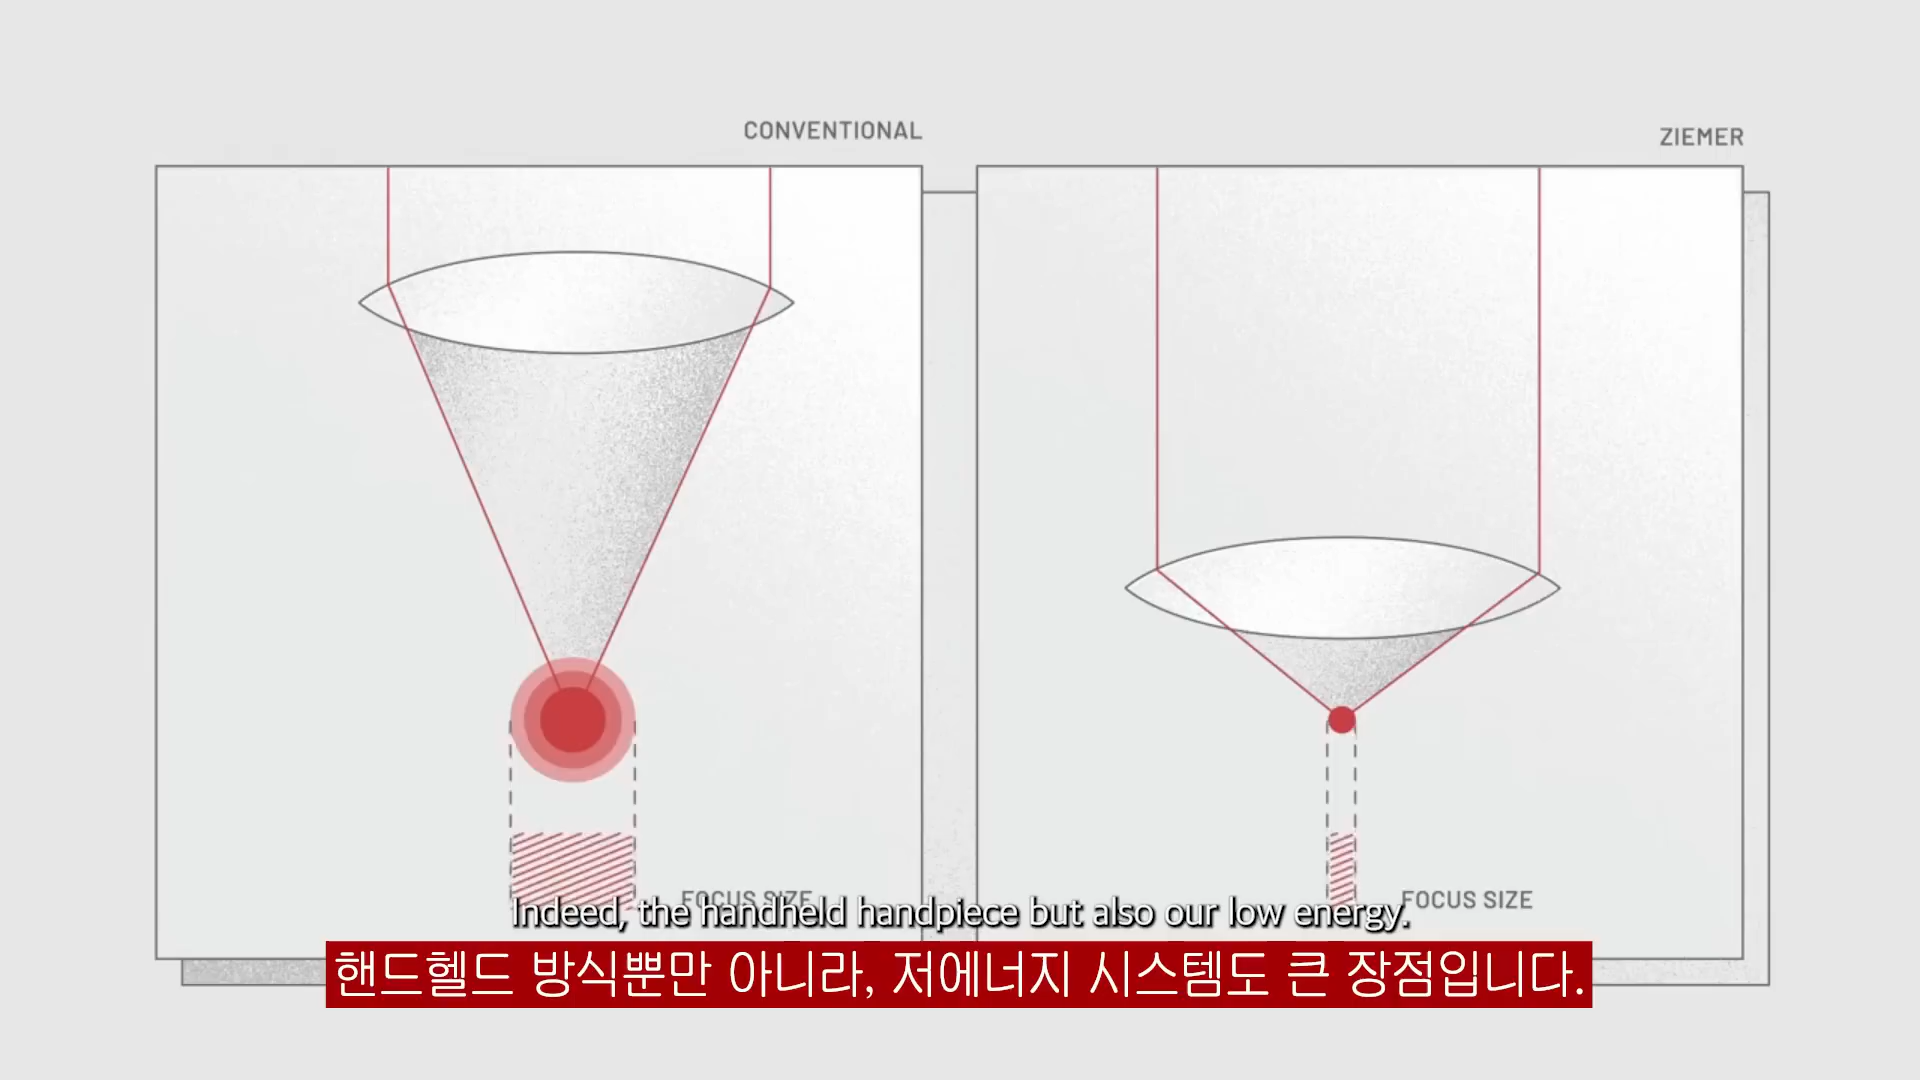 CONVENTIONAL
ZIEMER
FOCUS SIZE
FOCUS SIZE
Indeed, the handheld handpiece but also our low energy.
핸드헬드 방식뿐만 아니라, 저에너지 시스템도 큰 장점입니다.